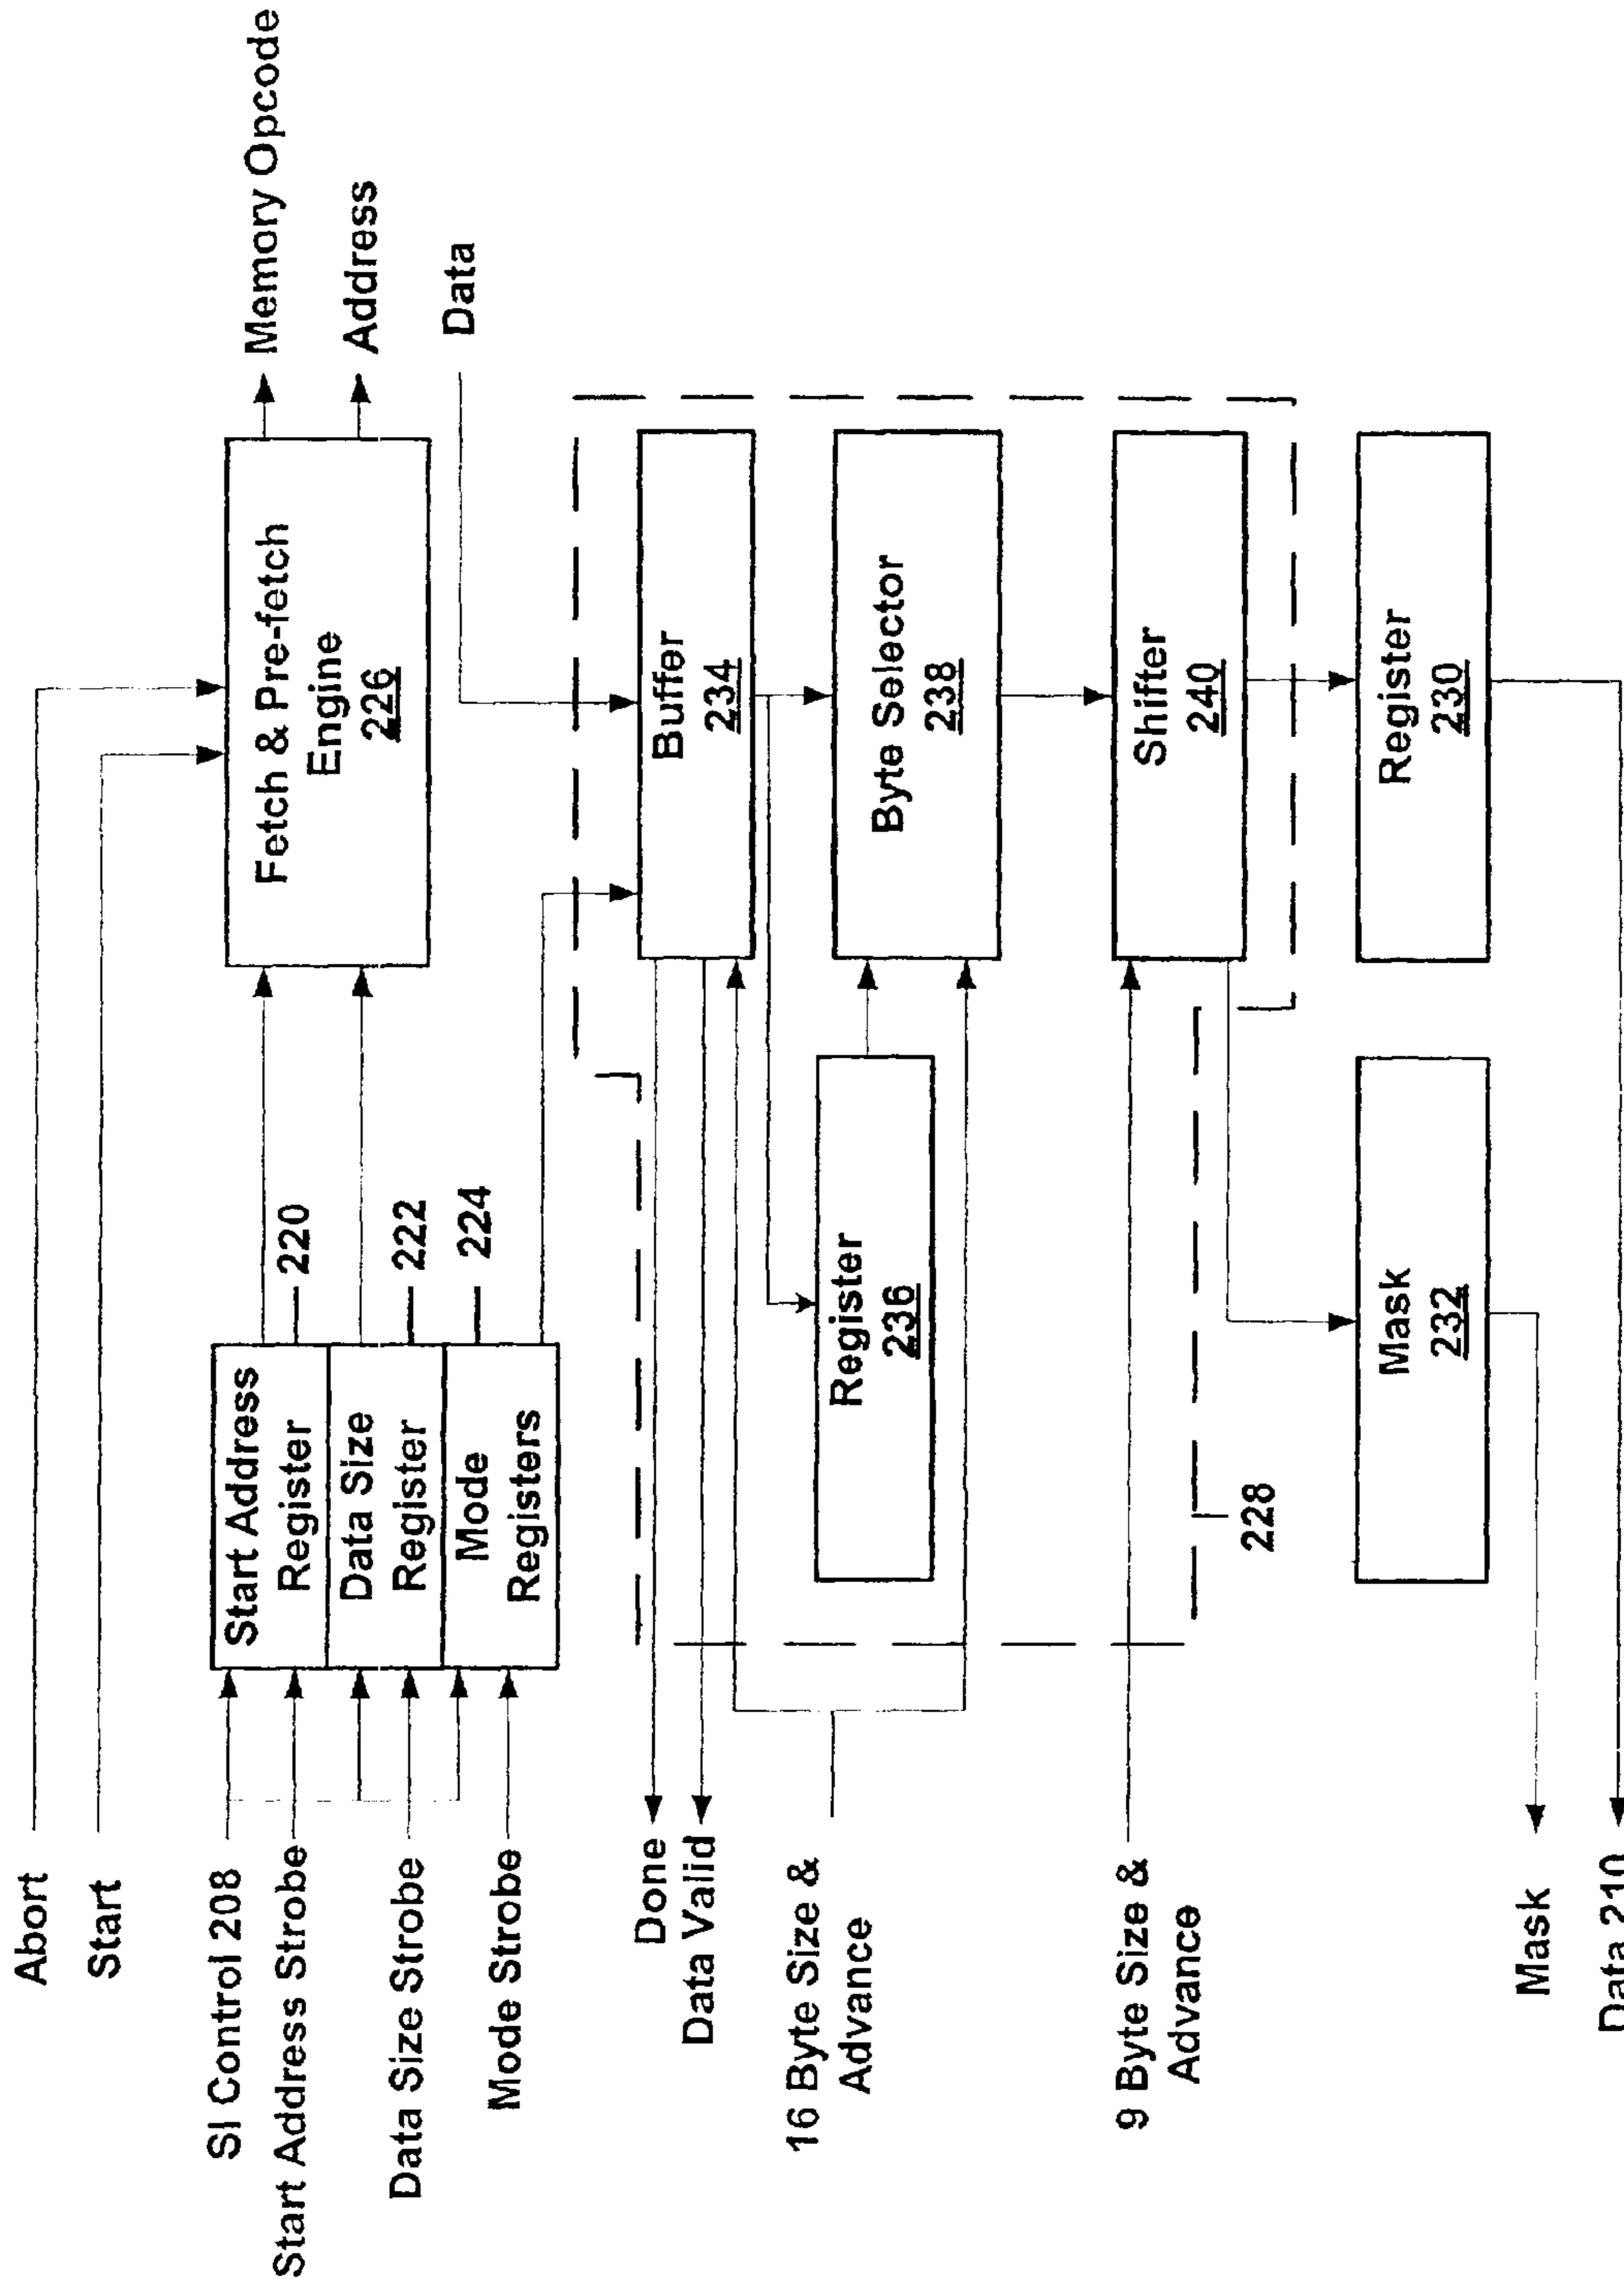 Abort
Start
SI Control 208
Start Address Strobe
Data Size Strobe
Mode Strobe
Start Address
Register
220
Data Size
Register
222
Mode
Registers
224
Fetch & Pre-fetch
Engine
226
Memory Opcode
Address
Data
Done
Data Valid
16 Byte Size &
Advance
9 Byte Size &
Advance
Buffer
234
Register
236
Byte Selector
238
Shifter
240
228
Mask
232
Register
230
Mask
Data 210